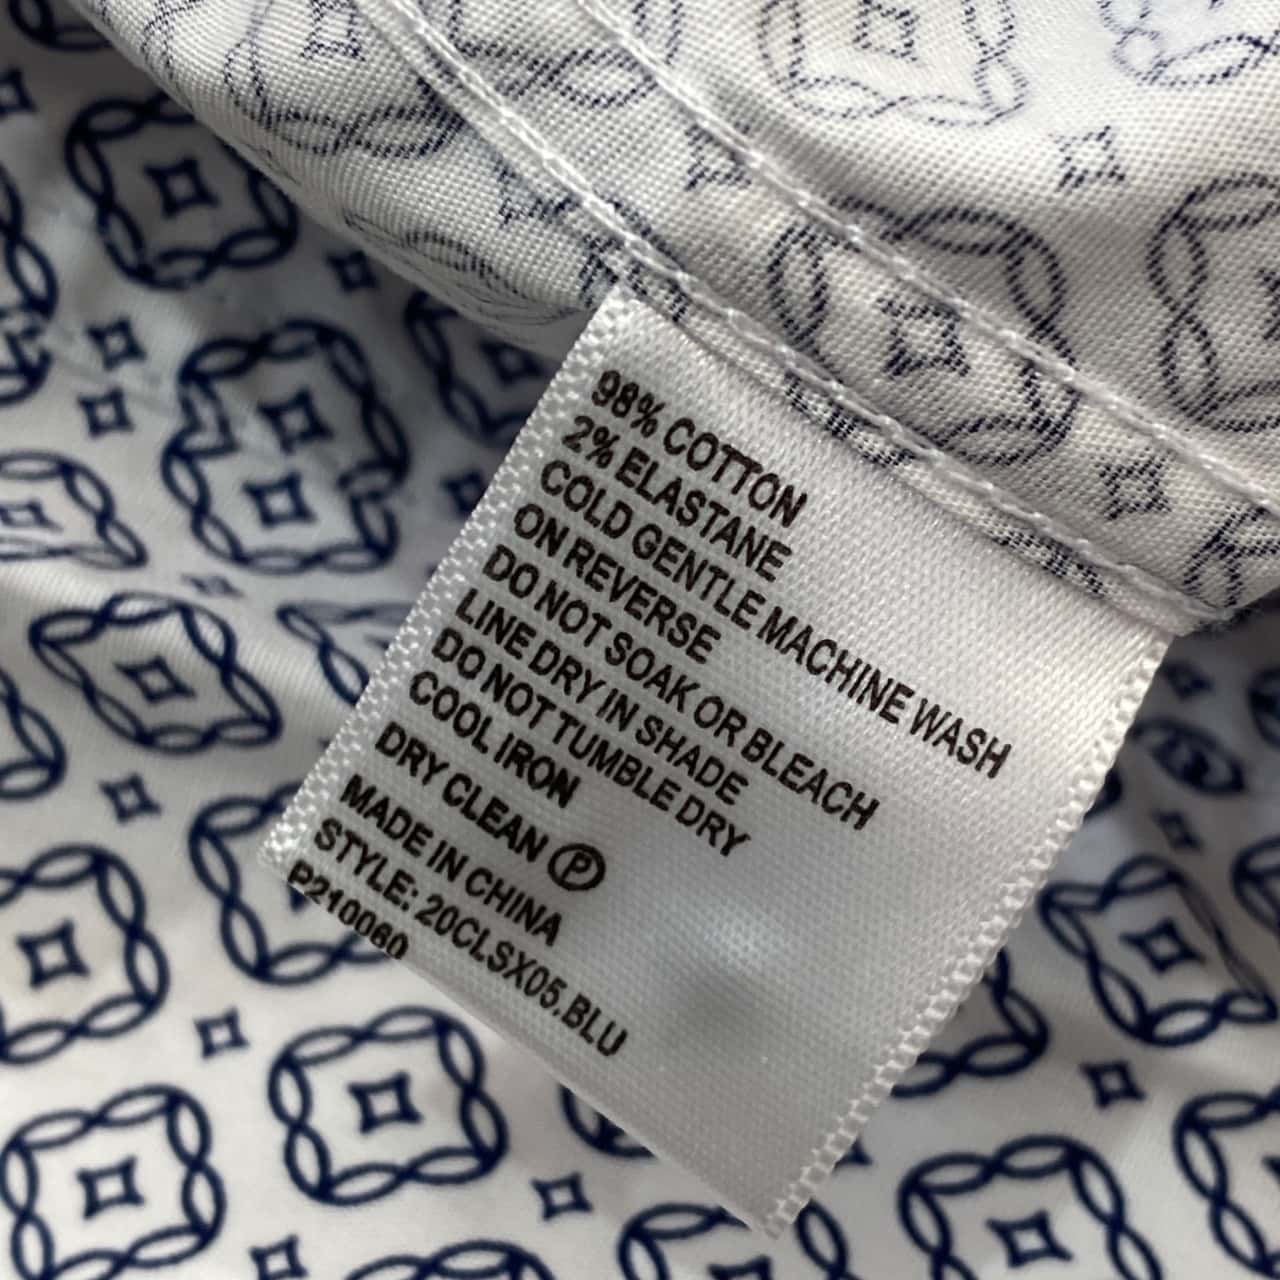 98% COTTON
2% ELASTANE
COLD GENTLE MACHINE WASH
ON REVERSE
DO NOT SOAK OR BLEACH
LINE DRY IN SHADE
DO NOT TUMBLE DRY
COOL IRON
DRY CLEAN Ⓟ
MADE IN CHINA
STYLE: 20CLSX05.BLU
P210060